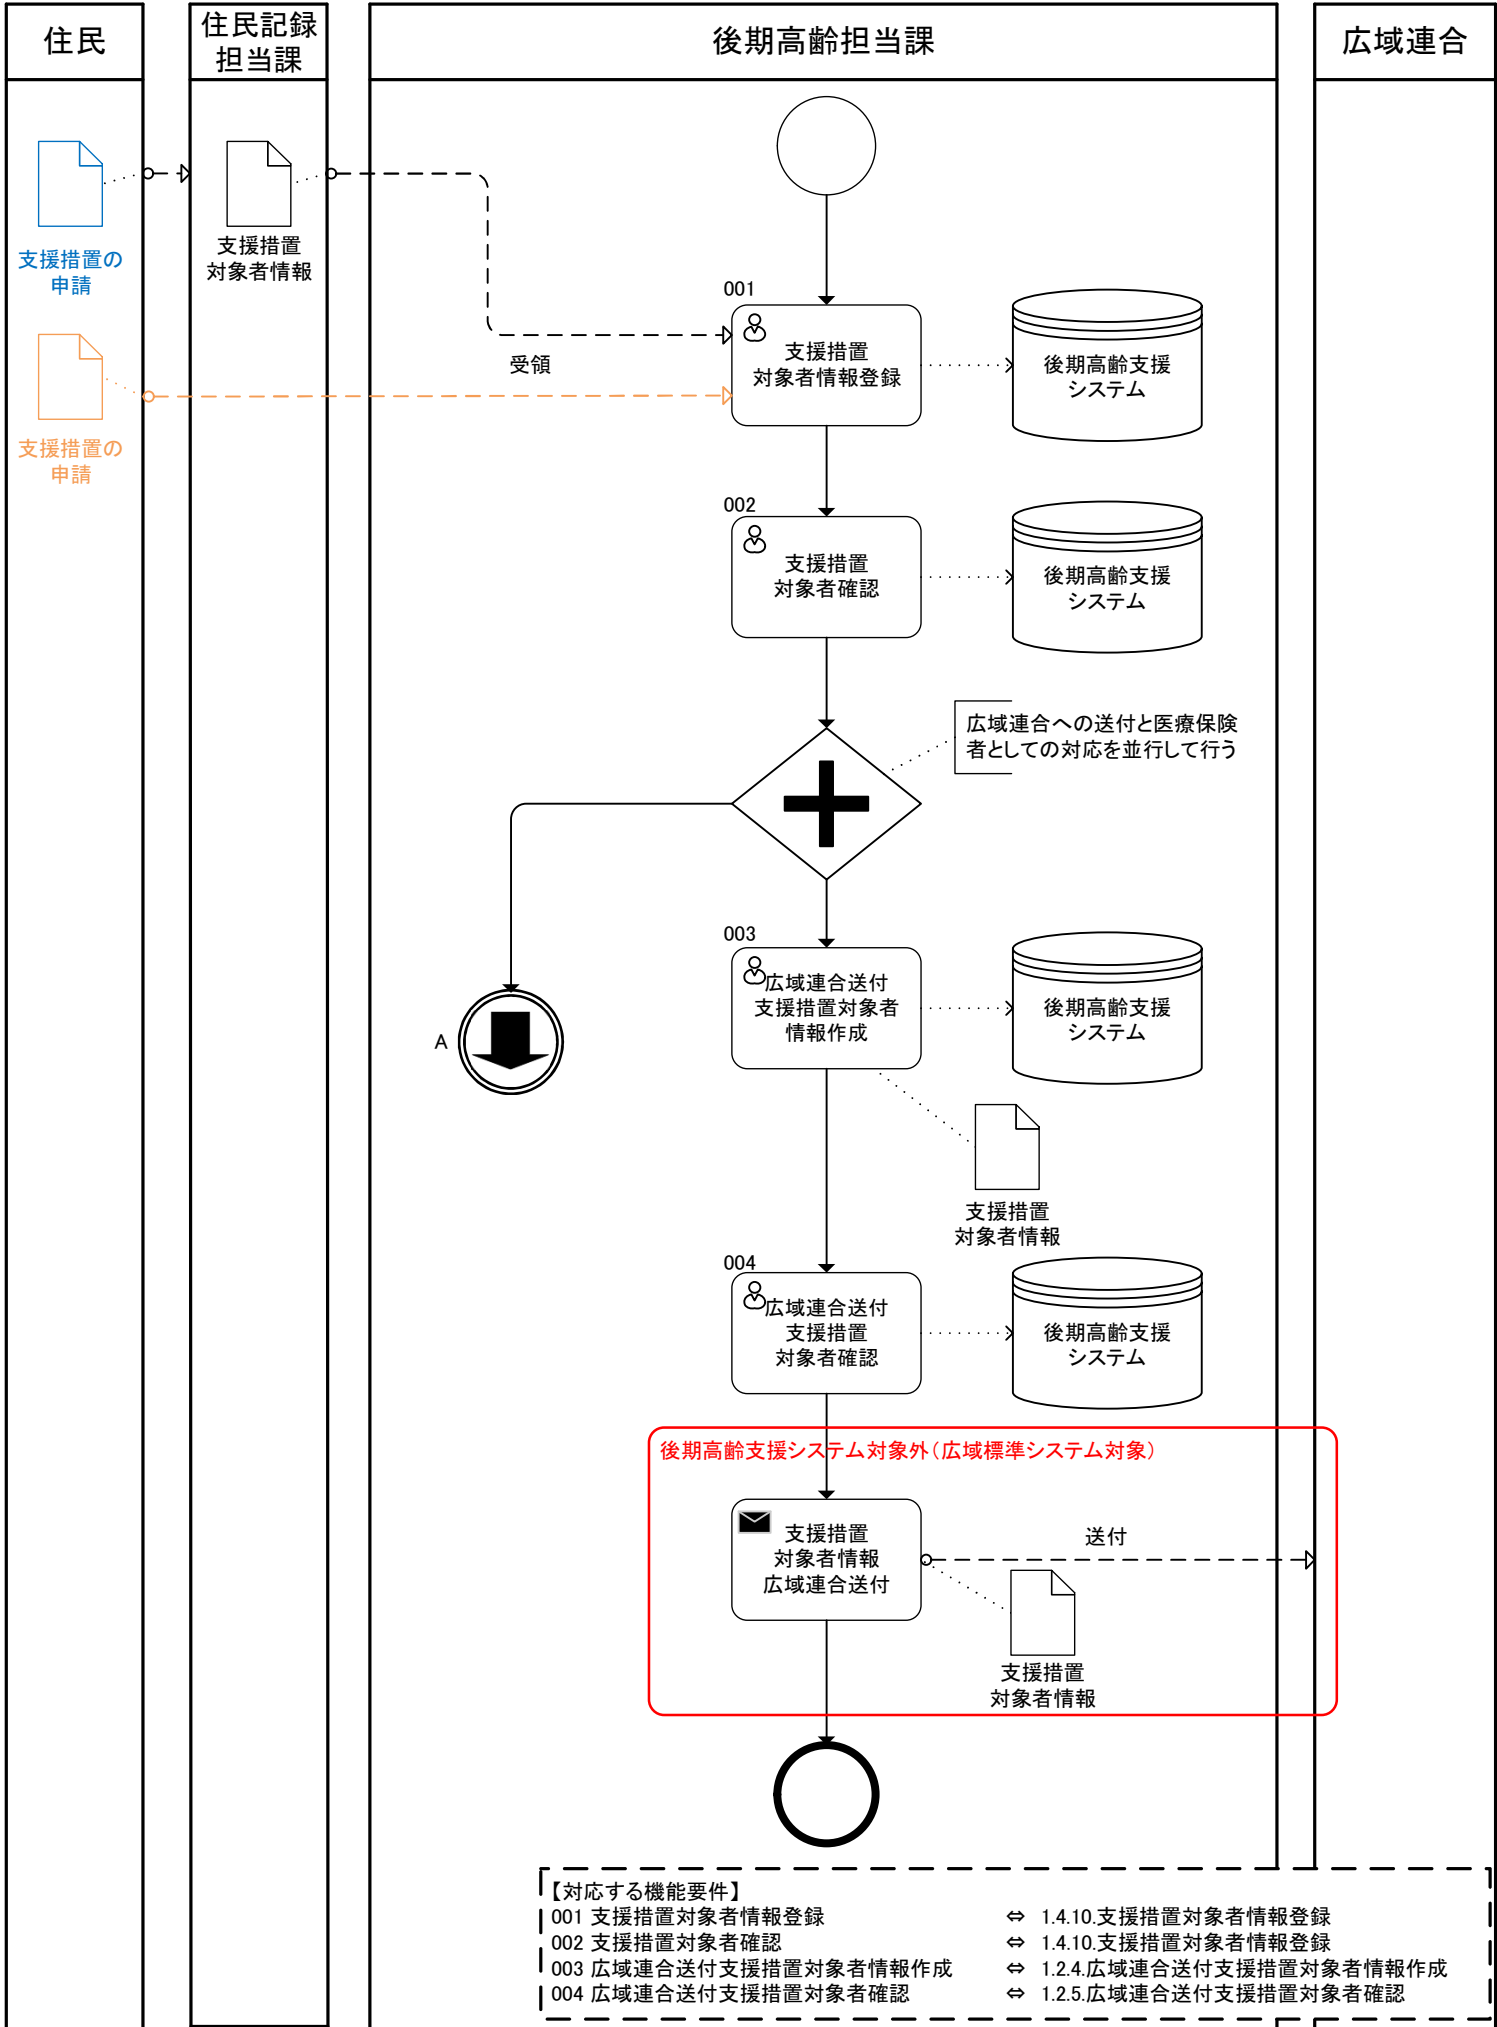 住民
住民記録
担当課
後期高齢担当課
広域連合
支援措置の
申請
支援措置
対象者情報
支援措置の
申請
受領
001
支援措置
対象者情報登録
後期高齢支援
システム
002
支援措置
対象者確認
後期高齢支援
システム
広域連合への送付と医療保険
者としての対応を並行して行う
A
003
広域連合送付
支援措置対象者
情報作成
後期高齢支援
システム
支援措置
対象者情報
004
広域連合送付
支援措置
対象者確認
後期高齢支援
システム
後期高齢支援システム対象外(広域標準システム対象)
支援措置
対象者情報
広域連合送付
送付
支援措置
対象者情報
【対応する機能要件】
001 支援措置対象者情報登録 ⇔ 1.4.10.支援措置対象者情報登録
002 支援措置対象者確認 ⇔ 1.4.10.支援措置対象者情報登録
003 広域連合送付支援措置対象者情報作成 ⇔ 1.2.4.広域連合送付支援措置対象者情報作成
004 広域連合送付支援措置対象者確認 ⇔ 1.2.5.広域連合送付支援措置対象者確認